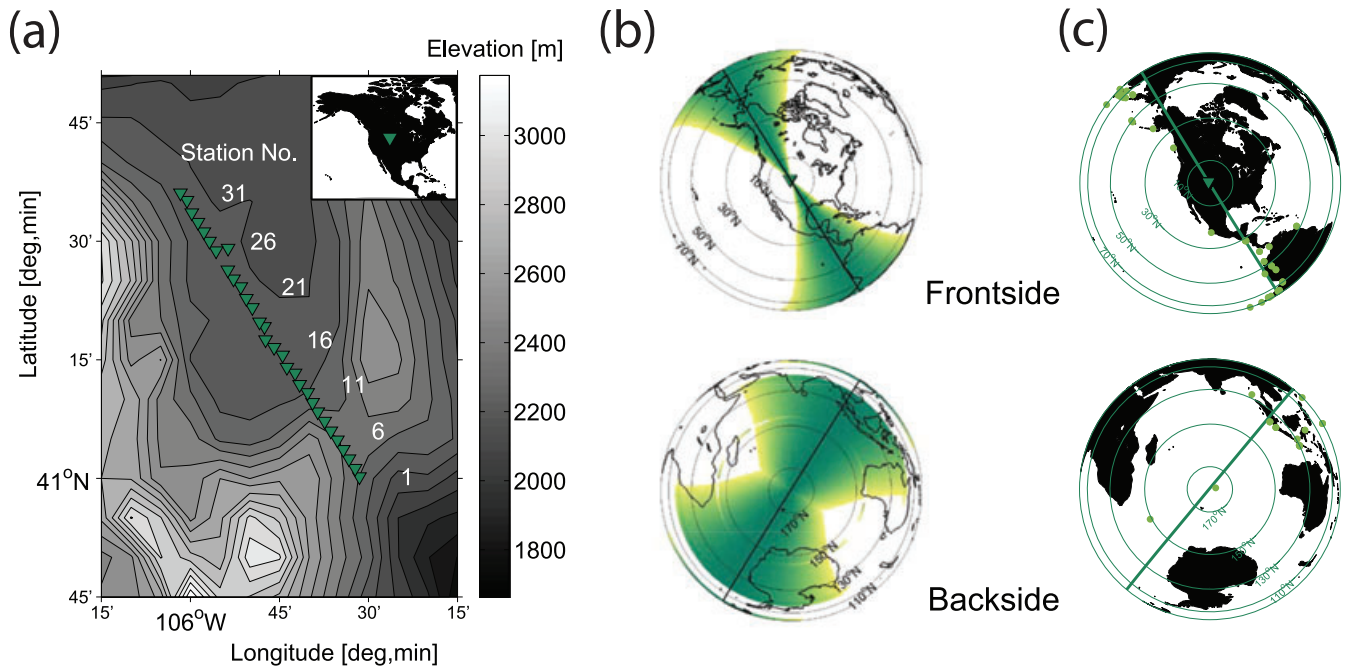 (a)
Elevation [m]
3000
2800
2600
2400
2200
2000
1800
Latitude [deg,min]
45’
30’
15’
41°N
45’
15’
106°W
45’
30’
15’
Longitude [deg,min]
Station No.
31
26
21
16
11
6
1
(b)
10°N
30°N
50°N
70°N
Frontside
170°N
150°N
130°N
110°N
Backside
(c)
10°N
30°N
50°N
70°N
170°N
150°N
130°N
110°N